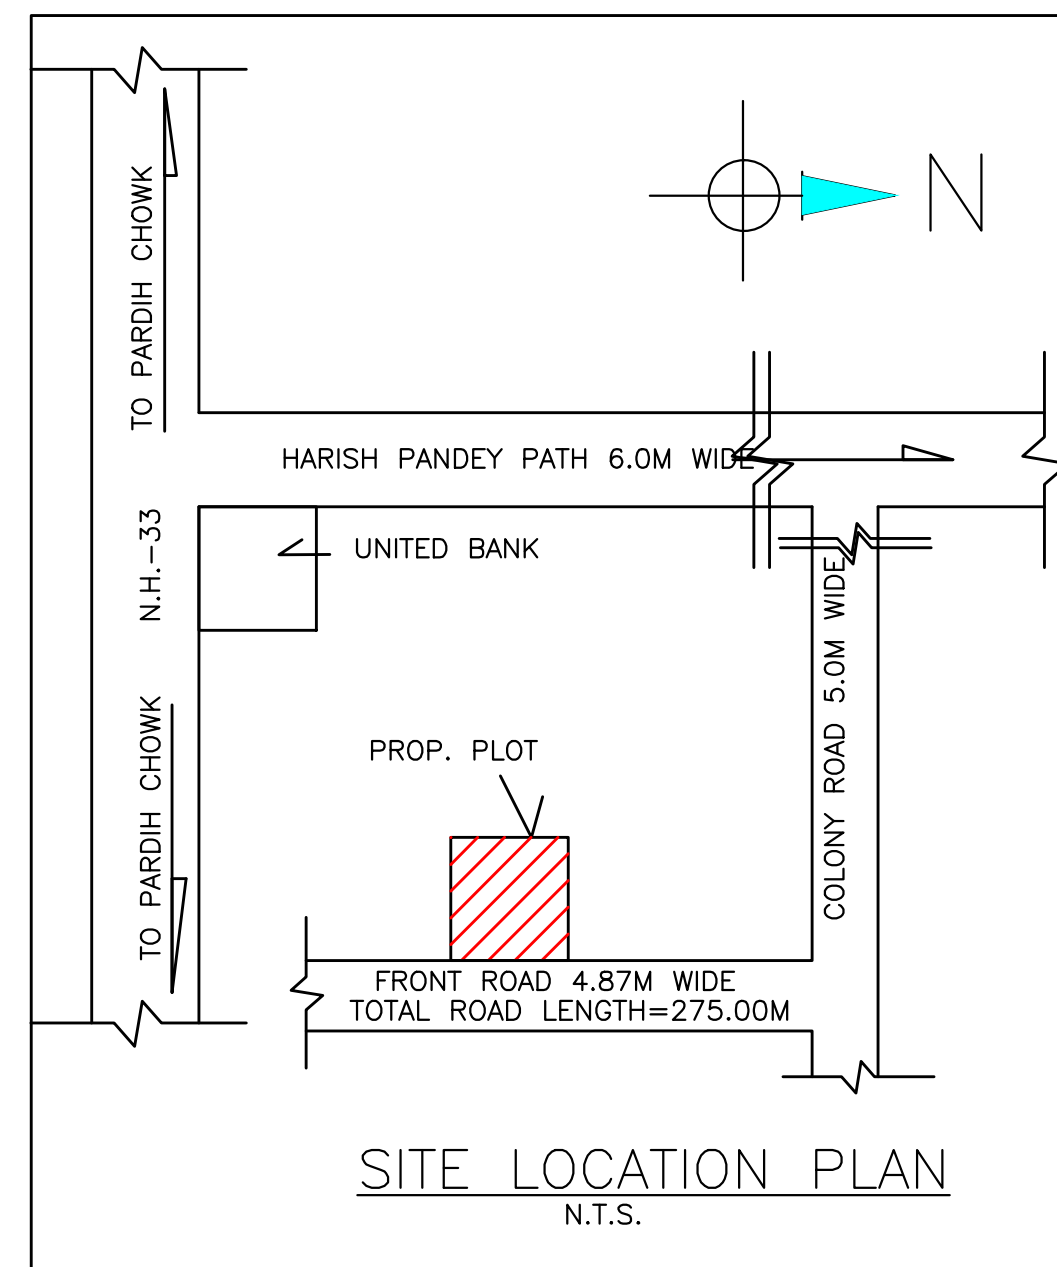 N
TO PARDIH CHOWK
HARISH PANDEY PATH 6.0M WIDE
N.H.-33
UNITED BANK
COLONY ROAD 5.0M WIDE
TO PARDIH CHOWK
PROP. PLOT
FRONT ROAD 4.87M WIDE
TOTAL ROAD LENGTH=275.00M
SITE LOCATION PLAN
N.T.S.